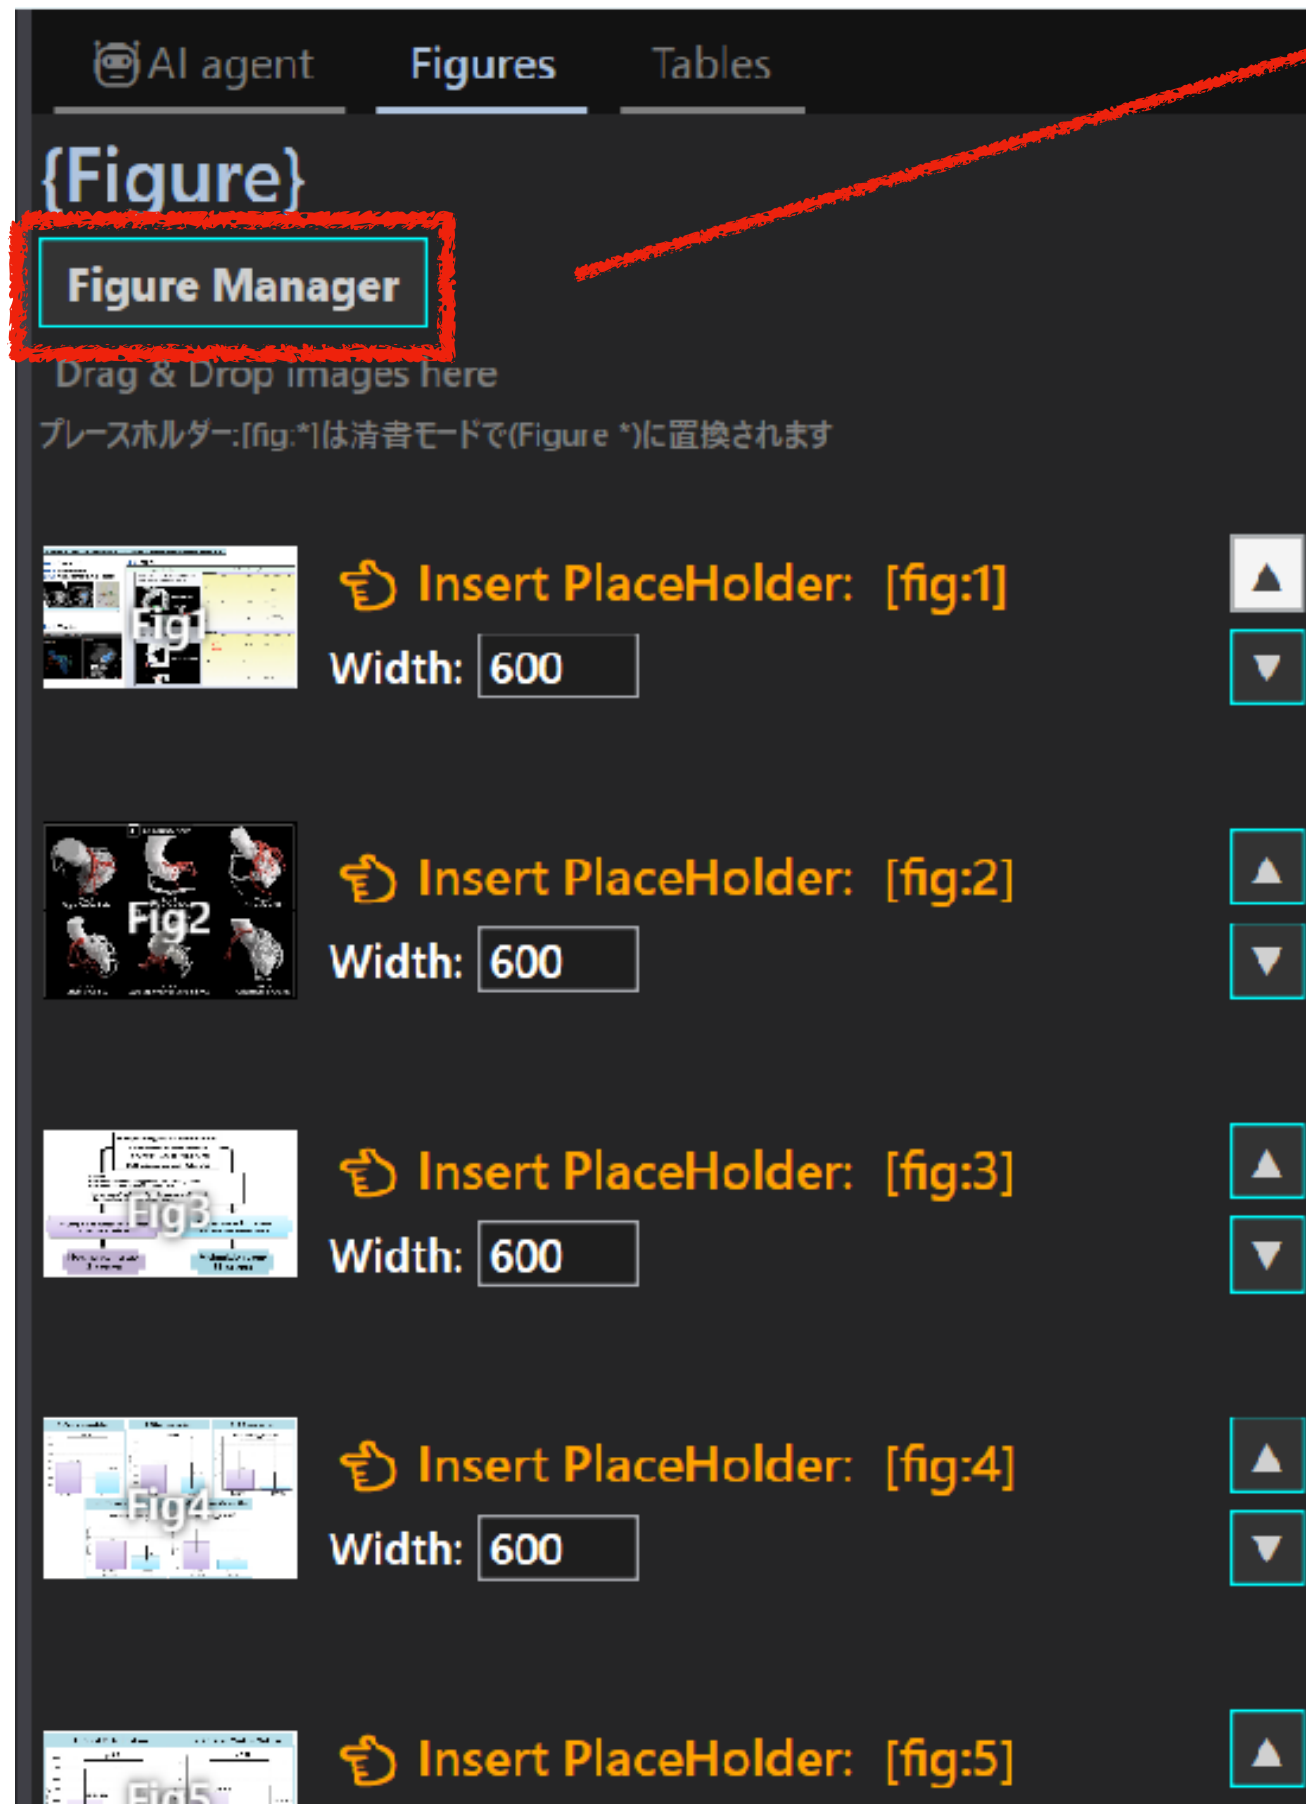 AI agent Figures Tables
{Figure}
Figure Manager
Drag & Drop images here
プレースホルダー:[fig:*]は清書モードで(Figure *)に置換されます
Fig1
Insert PlaceHolder: [fig:1]
▲
Width: 600
▼
Fig2
Insert PlaceHolder: [fig:2]
▲
Width: 600
▼
Fig3
Insert PlaceHolder: [fig:3]
▲
Width: 600
▼
Fig4
Insert PlaceHolder: [fig:4]
▲
Width: 600
▼
Fig5
Insert PlaceHolder: [fig:5]
▲